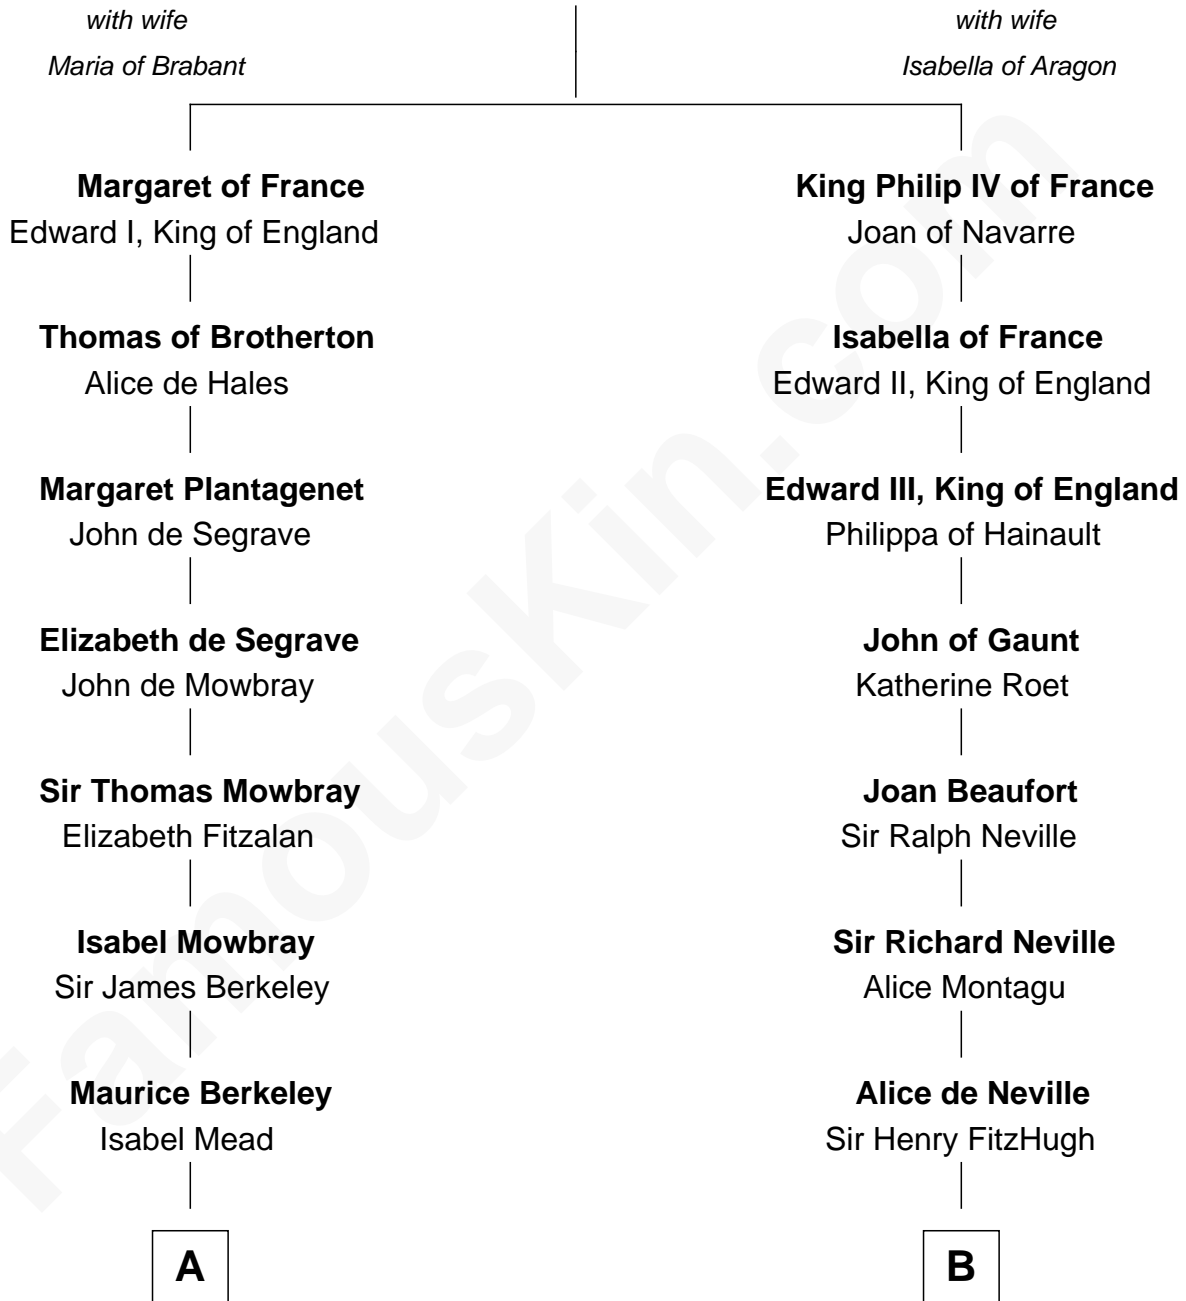 with wife
Maria of Brabant
with wife
Isabella of Aragon
Margaret of France
Edward I, King of England
Thomas of Brotherton
Alice de Hales
Margaret Plantagenet
John de Segrave
Elizabeth de Segrave
John de Mowbray
Sir Thomas Mowbray
Elizabeth Fitzalan
Isabel Mowbray
Sir James Berkeley
Maurice Berkeley
Isabel Mead
A
King Philip IV of France
Joan of Navarre
Isabella of France
Edward II, King of England
Edward III, King of England
Philippa of Hainault
John of Gaunt
Katherine Roet
Joan Beaufort
Sir Ralph Neville
Sir Richard Neville
Alice Montagu
Alice de Neville
Sir Henry FitzHugh
B
FamousKin.com